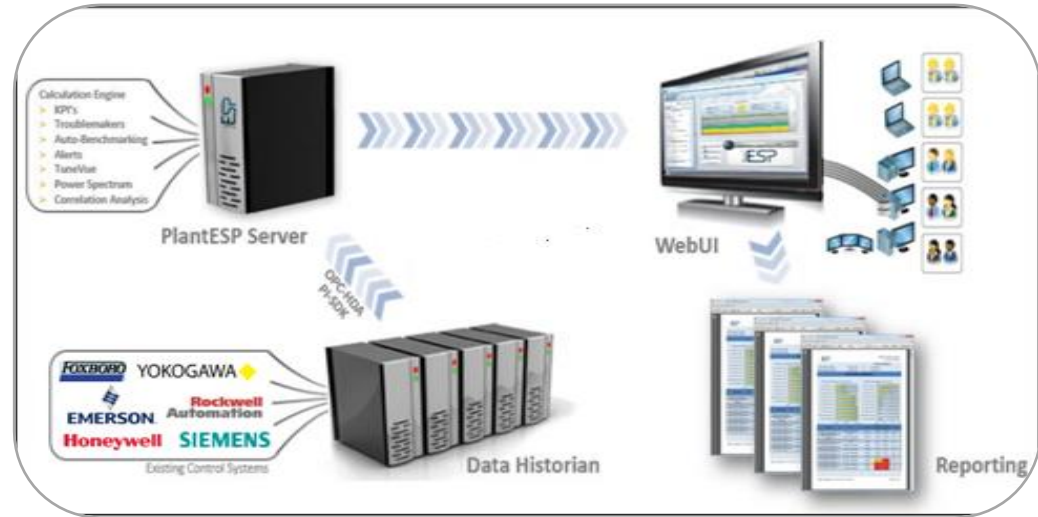 Calculation Engine
> KPI's
> Troublemakers
> Auto-Benchmarking
> Alerts
> TuneVue
> Power Spectrum
> Correlation Analysis
ESP
PlantESP Server
ESP
WebUI
OPC-HDA
PI-SDK
FOXBORO YOKOGAWA
EMERSON
Rockwell
Automation
Honeywell SIEMENS
Existing Control Systems
Data Historian
Reporting